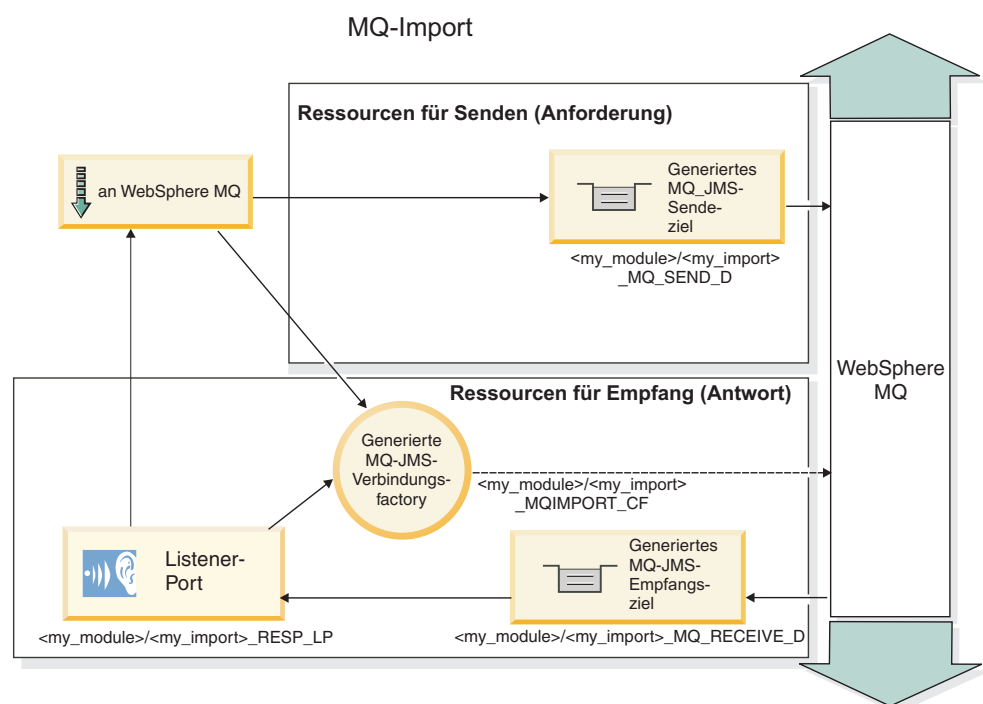 MQ-Import
Ressourcen für Senden (Anforderung)
an WebSphere MQ
Generiertes
MQ_JMS-
Sende-
ziel
<my_module>/<my_import>
_MQ_SEND_D
WebSphere
MQ
Ressourcen für Empfang (Antwort)
Generierte
MQ-JMS-
Verbindungs-
factory
<my_module>/<my_import>
_MQIMPORT_CF
Listener-
Port
<my_module>/<my_import>_RESP_LP
Generiertes
MQ-JMS-
Empfangs-
ziel
<my_module>/<my_import>_MQ_RECEIVE_D